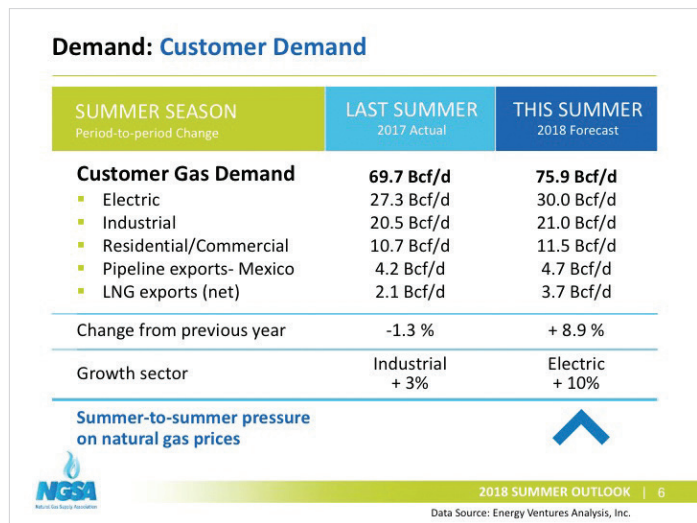 Demand: Customer Demand
SUMMER SEASON
Period-to-period Change
LAST SUMMER
2017 Actual
THIS SUMMER
2018 Forecast
Customer Gas Demand 69.7 Bcf/d 75.9 Bcf/d
▪ Electric 27.3 Bcf/d 30.0 Bcf/d
▪ Industrial 20.5 Bcf/d 21.0 Bcf/d
▪ Residential/Commercial 10.7 Bcf/d 11.5 Bcf/d
▪ Pipeline exports- Mexico 4.2 Bcf/d 4.7 Bcf/d
▪ LNG exports (net) 2.1 Bcf/d 3.7 Bcf/d
Change from previous year -1.3 % + 8.9 %
Growth sector
Industrial
+ 3%
Electric
+ 10%
Summer-to-summer pressure
on natural gas prices
NGSA
Natural Gas Supply Association
2018 SUMMER OUTLOOK | 6
Data Source: Energy Ventures Analysis, Inc.